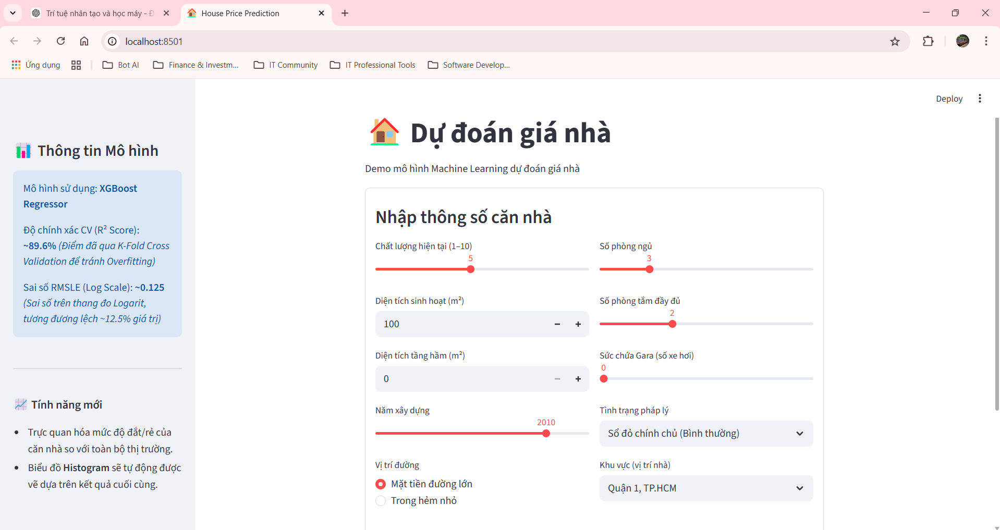 Trí tuệ nhân tạo và học máy - Đ
House Price Prediction
localhost:8501
Ứng dụng
Bot AI
Finance & Investm...
IT Community
IT Professional Tools
Software Develop...
Deploy
Thông tin Mô hình
Mô hình sử dụng: XGBoost
Regressor
Độ chính xác CV (R² Score):
~89.6% (Điểm đã qua K-Fold Cross
Validation để tránh Overfitting)
Sai số RMSLE (Log Scale): ~0.125
(Sai số trên thang đo Logarit,
tương đương lệch ~12.5% giá trị)
Tính năng mới
Trực quan hóa mức độ đắt/rẻ của
căn nhà so với toàn bộ thị trường.
Biểu đồ Histogram sẽ tự động được
vẽ dựa trên kết quả cuối cùng.
Dự đoán giá nhà
Demo mô hình Machine Learning dự đoán giá nhà
Nhập thông số căn nhà
Chất lượng hiện tại (1–10)
5
Số phòng ngủ
3
Diện tích sinh hoạt (m²)
100
Số phòng tắm đầy đủ
2
Diện tích tầng hầm (m²)
0
Sức chứa Gara (số xe hơi)
0
Năm xây dựng
2010
Tình trạng pháp lý
Sổ đỏ chính chủ (Bình thường)
Vị trí đường
Mặt tiền đường lớn
Trong hẻm nhỏ
Khu vực (vị trí nhà)
Quận 1, TP.HCM